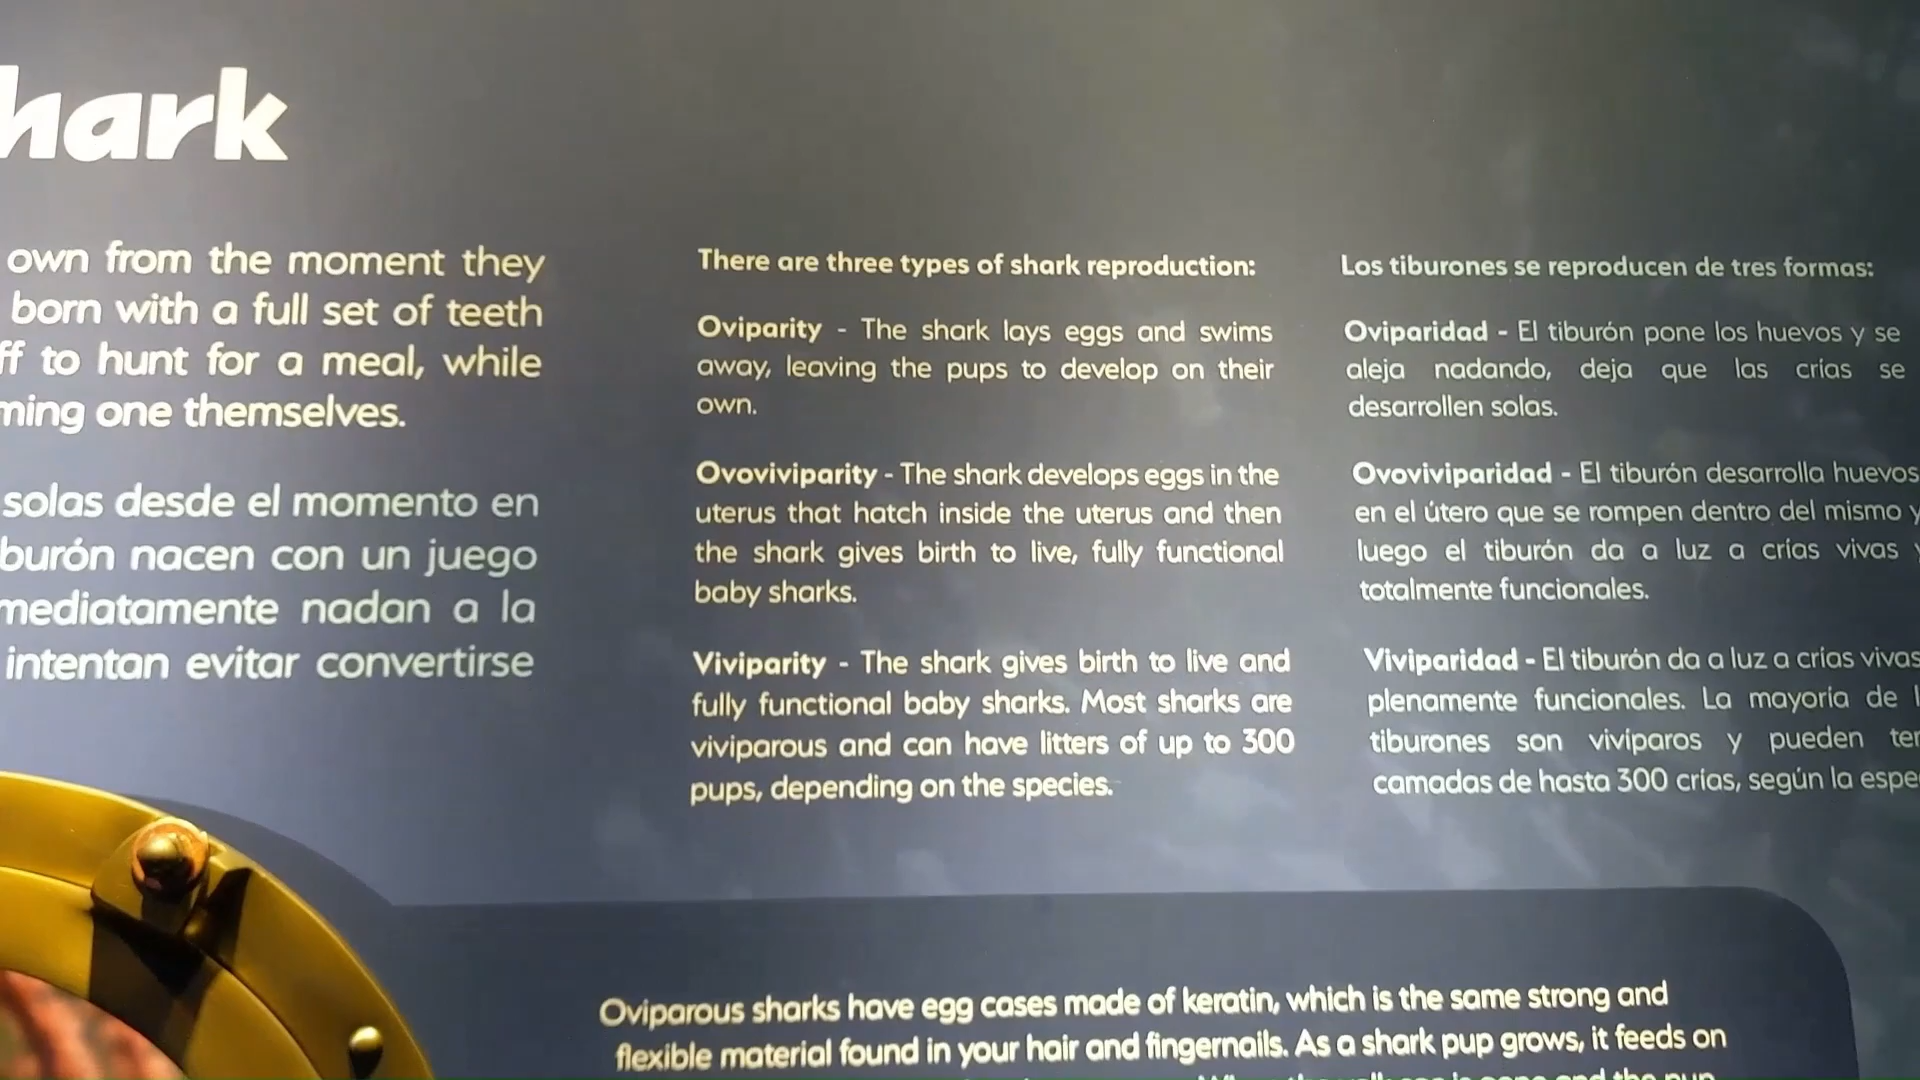 hark
own from the moment they
born with a full set of teeth
ff to hunt for a meal, while
ming one themselves.
solas desde el momento en
burón nacen con un juego
mediatamente nadan a la
intentan evitar convertirse
There are three types of shark reproduction:
Oviparity - The shark lays eggs and swims
away, leaving the pups to develop on their
own.
Ovoviviparity - The shark develops eggs in the
uterus that hatch inside the uterus and then
the shark gives birth to live, fully functional
baby sharks.
Viviparity - The shark gives birth to live and
fully functional baby sharks. Most sharks are
viviparous and can have litters of up to 300
pups, depending on the species.
Los tiburones se reproducen de tres formas:
Oviparidad - El tiburón pone los huevos y se
aleja nadando, deja que las crías se
desarrollen solas.
Ovoviviparidad - El tiburón desarrolla huevos
en el útero que se rompen dentro del mismo y
luego el tiburón da a luz a crías vivas y
totalmente funcionales.
Viviparidad - El tiburón da a luz a crías vivas
plenamente funcionales. La mayoría de l
tiburones son vivíparos y pueden ter
camadas de hasta 300 crías, según la espe
Oviparous sharks have egg cases made of keratin, which is the same strong and
flexible material found in your hair and fingernails. As a shark pup grows, it feeds on